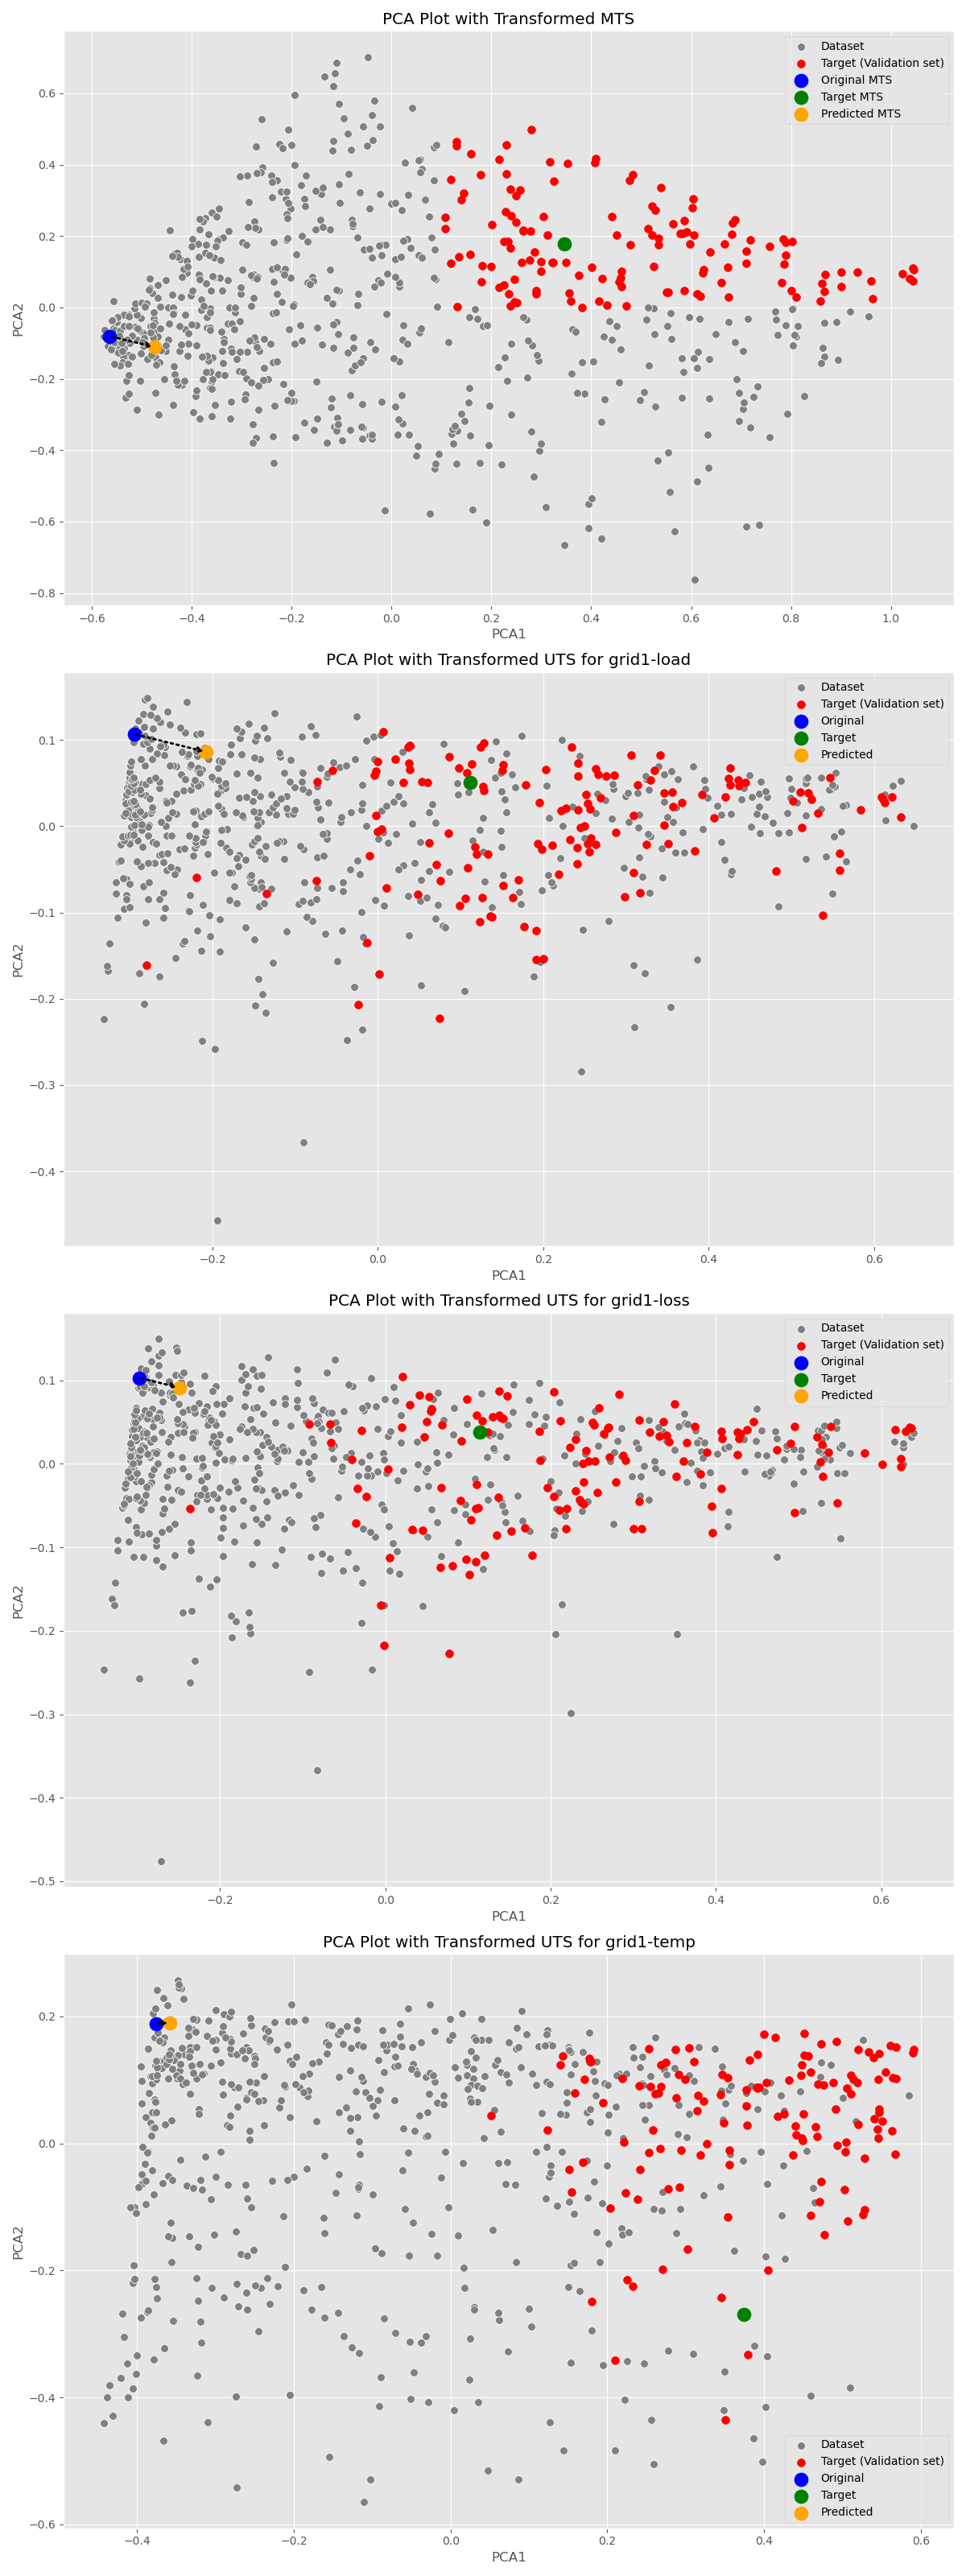 PCA Plot with Transformed MTS
Dataset
Target (Validation set)
Original MTS
Target MTS
Predicted MTS
0.6
0.4
0.2
0.0
−0.2
−0.4
−0.6
−0.8
PCA2
−0.6
−0.4
−0.2
0.0
0.2
0.4
0.6
0.8
1.0
PCA1
PCA Plot with Transformed UTS for grid1-load
Dataset
Target (Validation set)
Original
Target
Predicted
0.1
0.0
−0.1
−0.2
−0.3
−0.4
PCA2
−0.2
0.0
0.2
0.4
0.6
PCA1
PCA Plot with Transformed UTS for grid1-loss
Dataset
Target (Validation set)
Original
Target
Predicted
0.1
0.0
−0.1
−0.2
−0.3
−0.4
−0.5
PCA2
−0.2
0.0
0.2
0.4
0.6
PCA1
PCA Plot with Transformed UTS for grid1-temp
0.2
0.0
−0.2
−0.4
−0.6
PCA2
Dataset
Target (Validation set)
Original
Target
Predicted
−0.4
−0.2
0.0
0.2
0.4
0.6
PCA1